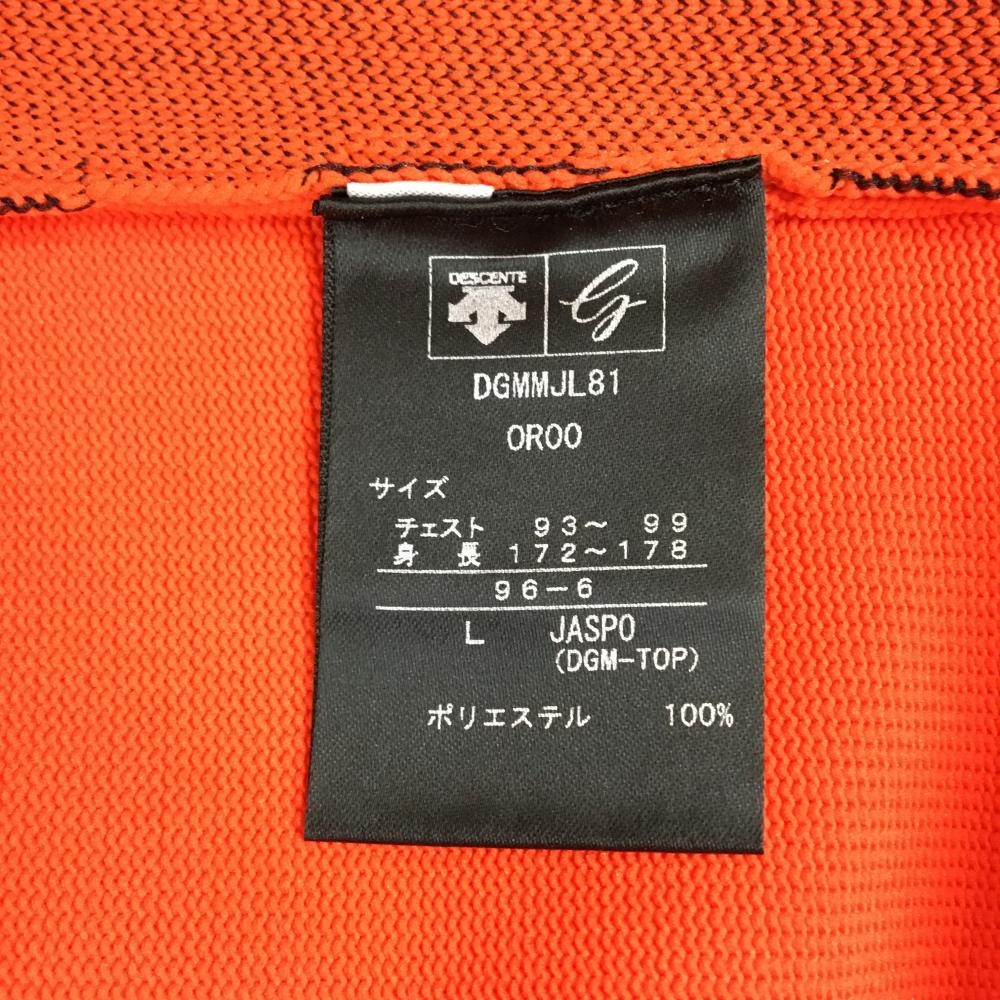 DESCENTE
g
DGMMJL81
OR00
サイズ
チェスト 93〜 99
身 長 172〜178
96-6
L JASPO
(DGM-TOP)
ポリエステル 100%